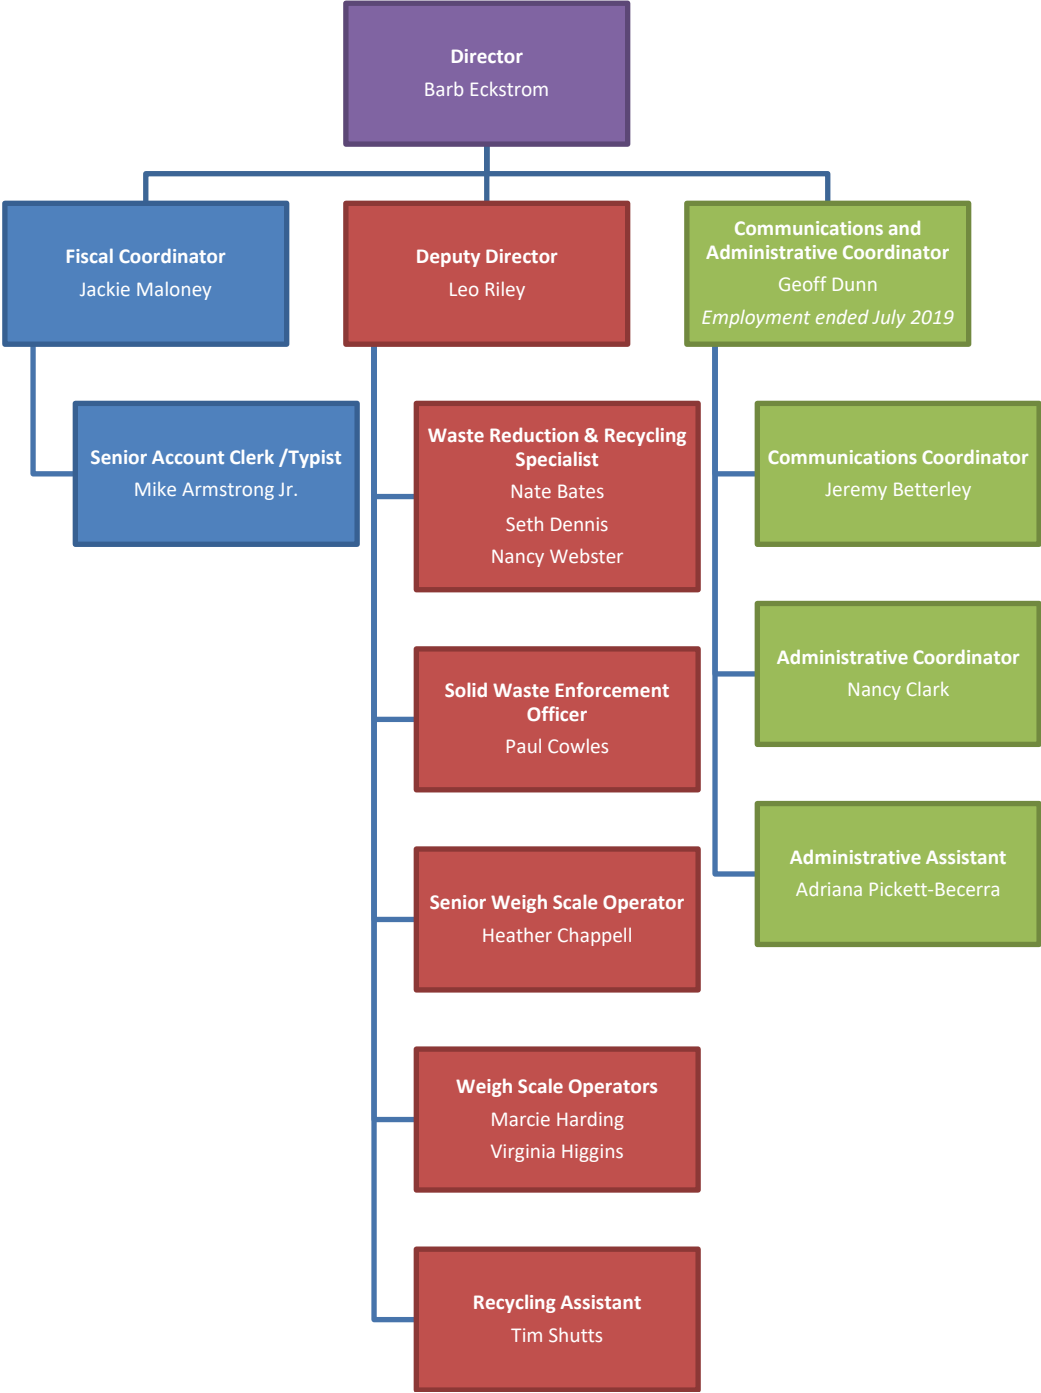 Director
Barb Eckstrom
Fiscal Coordinator
Jackie Maloney
Deputy Director
Leo Riley
Communications and
Administrative Coordinator
Geoff Dunn
Employment ended July 2019
Senior Account Clerk /Typist
Mike Armstrong Jr.
Waste Reduction & Recycling
Specialist
Nate Bates
Seth Dennis
Nancy Webster
Solid Waste Enforcement
Officer
Paul Cowles
Senior Weigh Scale Operator
Heather Chappell
Weigh Scale Operators
Marcie Harding
Virginia Higgins
Recycling Assistant
Tim Shutts
Communications Coordinator
Jeremy Betterley
Administrative Coordinator
Nancy Clark
Administrative Assistant
Adriana Pickett-Becerra